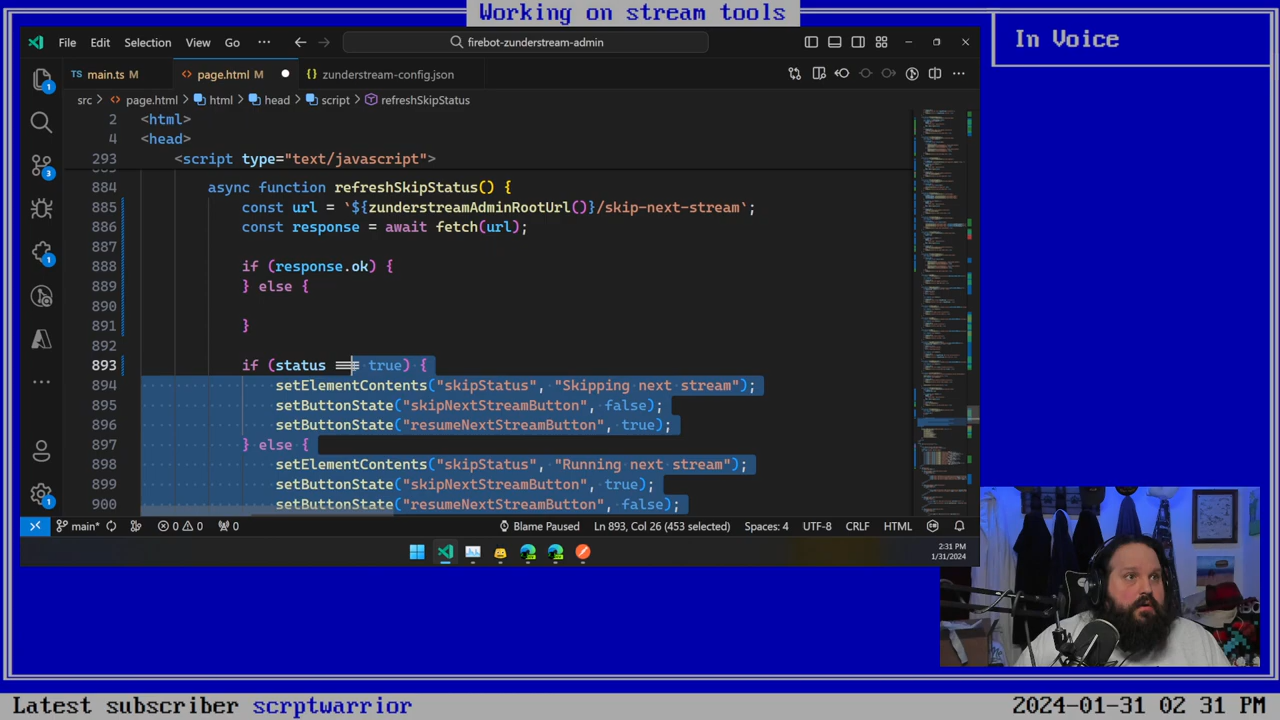 Working on stream tools
In Voice
File Edit Selection View Go
firebot-zunderstream-admin
TS main.ts M
page.html M
{} zunderstream-config.json
src > page.html > html > head > script > refreshSkipStatus
2 <html>
4 <head>
293 <script type="text/javascript">
884 async function refreshSkipStatus() {
885 const url = `${zunderstreamAdminRootUrl()}/skip-next-stream`;
886 const response = await fetch(url);
887
888 if (response.ok) {
889 } else {
890
891 }
892
893 if (status === true) {
894 setElementContents("skipStatus", "Skipping next stream");
895 setButtonState("skipNextStreamButton", false);
896 setButtonState("resumeNextStreamButton", true);
897 } else {
898 setElementContents("skipStatus", "Running next stream");
899 setButtonState("skipNextStreamButton", true);
900 setButtonState("resumeNextStreamButton", false);
main* 0 0 0 Blame Paused Ln 893, Col 26 (453 selected) Spaces: 4 UTF-8 CRLF HTML
2:31 PM
1/31/2024
Latest subscriber scrptwarrior
2024-01-31 02 31 PM